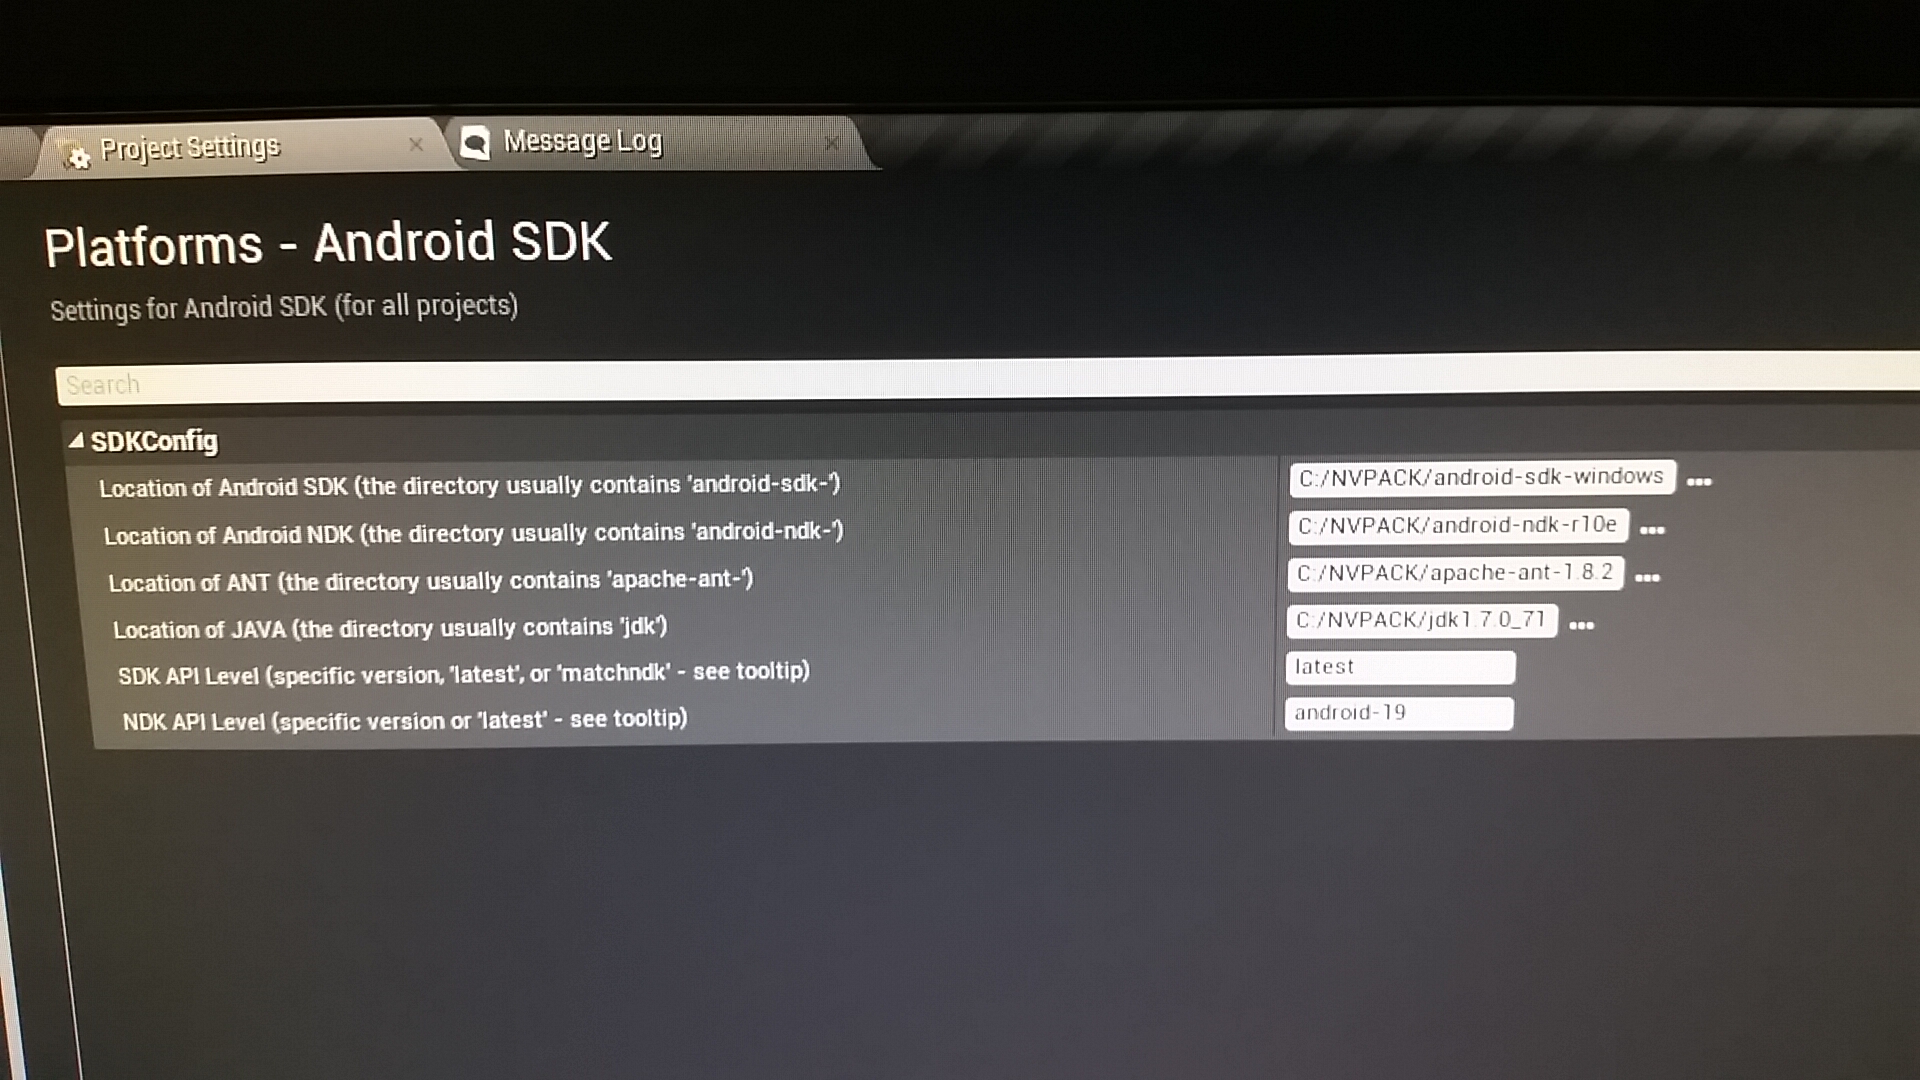 Project Settings
Message Log
Platforms - Android SDK
Settings for Android SDK (for all projects)
Search
SDKConfig
Location of Android SDK (the directory usually contains 'android-sdk-') C:/NVPACK/android-sdk-windows ...
Location of Android NDK (the directory usually contains 'android-ndk-') C:/NVPACK/android-ndk-r10e ...
Location of ANT (the directory usually contains 'apache-ant-') C:/NVPACK/apache-ant-1.8.2 ...
Location of JAVA (the directory usually contains 'jdk') C:/NVPACK/jdk1.7.0_71 ...
SDK API Level (specific version, 'latest', or 'matchndk' - see tooltip) latest
NDK API Level (specific version or 'latest' - see tooltip) android-19